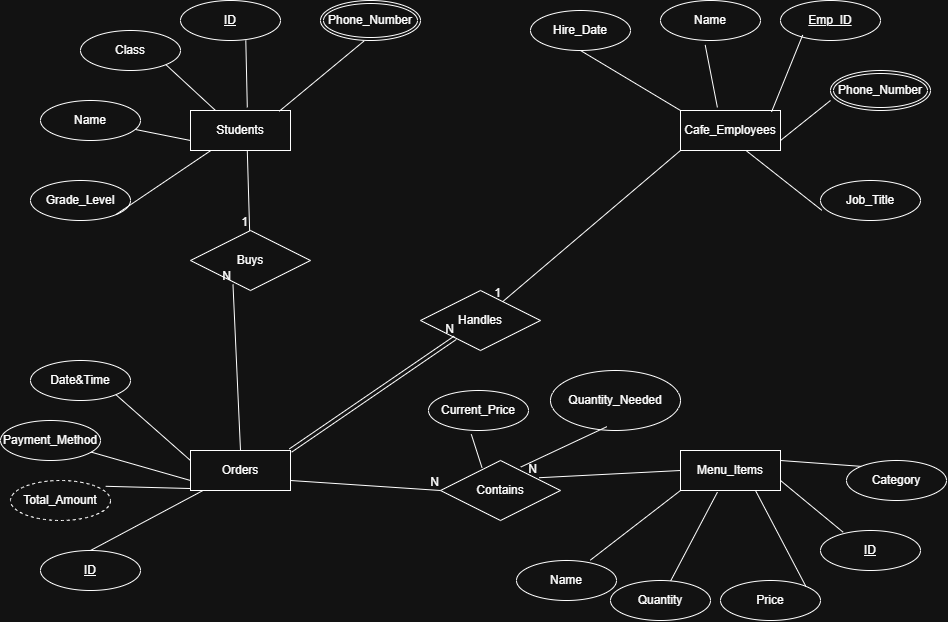 ID
Phone_Number
Class
Name
Students
Grade_Level
Hire_Date
Name
Emp_ID
Phone_Number
Cafe_Employees
Job_Title
1
Buys
N
1
Handles
N
Date&Time
Payment_Method
Total_Amount
ID
Orders
Current_Price
Quantity_Needed
N
Contains
N
Menu_Items
Category
ID
Name
Quantity
Price